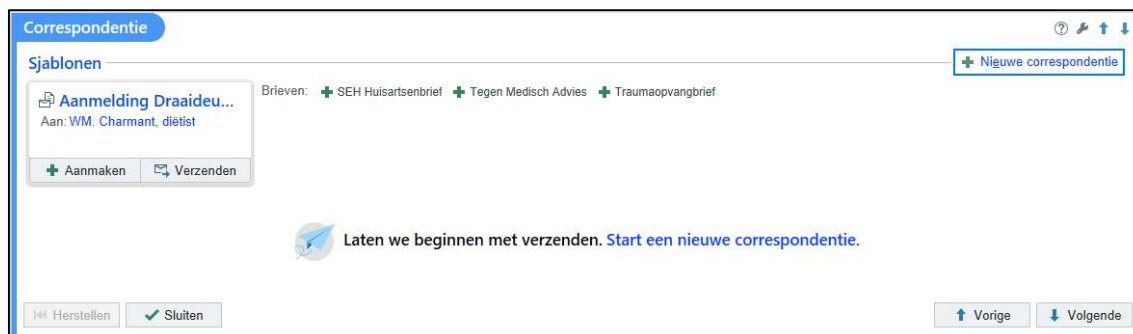 Correspondentie
Sjablonen
Nieuwe correspondentie
Aanmelding Draaideu...
Aan: WM. Charmant, diëtist
Aanmaken Verzenden
Brieven: SEH Huisartsenbrief Tegen Medisch Advies Traumaopvangbrief
Laten we beginnen met verzenden. Start een nieuwe correspondentie.
Herstellen Sluiten Vorige Volgende